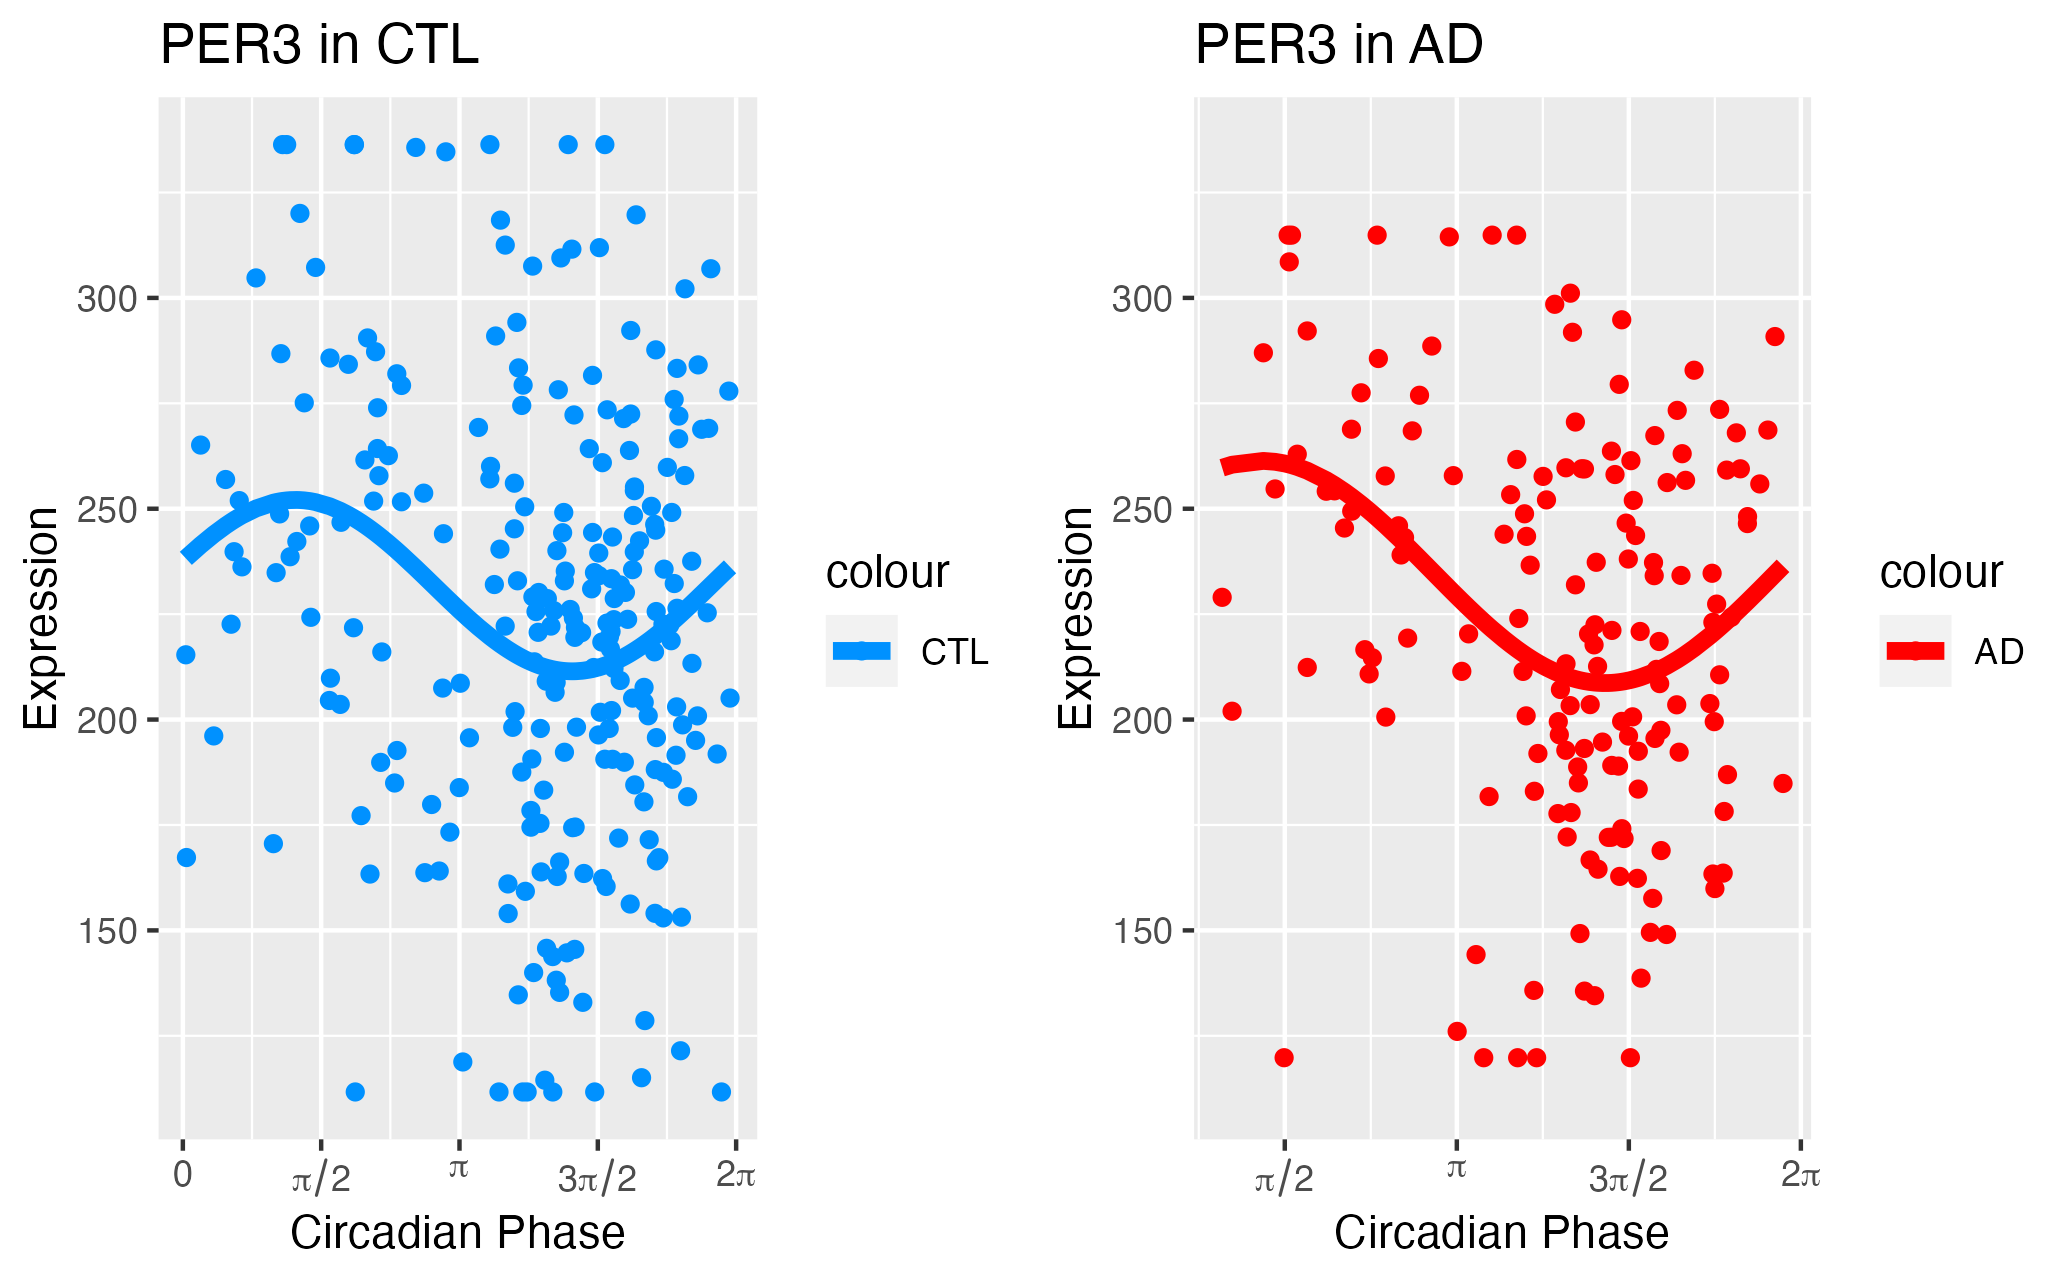 PER3 in CTL
Expression
300
250
200
150
0 π/2 π 3π/2 2π
Circadian Phase
colour
CTL
PER3 in AD
Expression
300
250
200
150
π/2 π 3π/2 2π
Circadian Phase
colour
AD